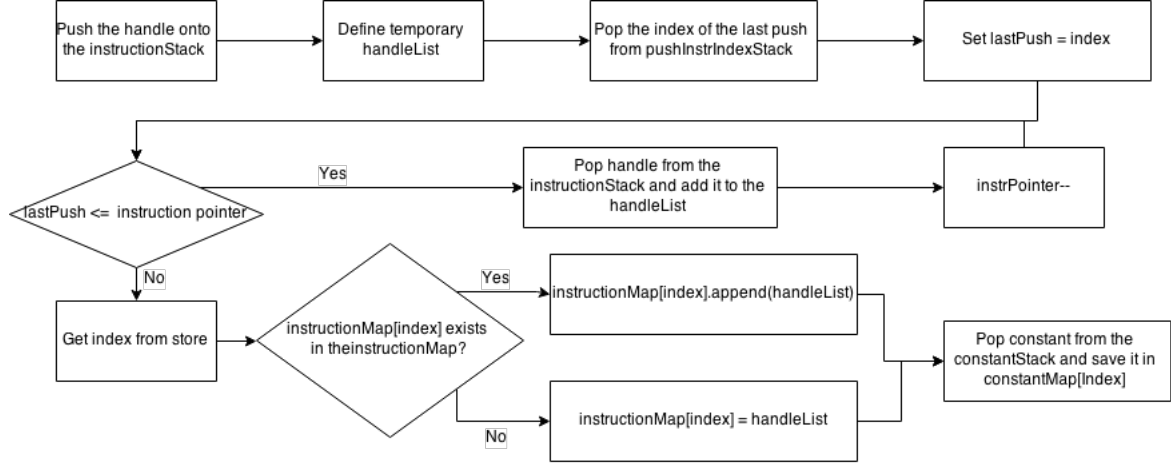 Push the handle onto
the instructionStack
Define temporary
handleList
Pop the index of the last push
from pushInstrIndexStack
Set lastPush = index
lastPush <= instruction pointer
Yes
Pop handle from the
instructionStack and add it to the
handleList
instrPointer--
No
Get index from store
instructionMap[index] exists
in theinstructionMap?
Yes
instructionMap[index].append(handleList)
No
instructionMap[index] = handleList
Pop constant from the
constantStack and save it in
constantMap[Index]